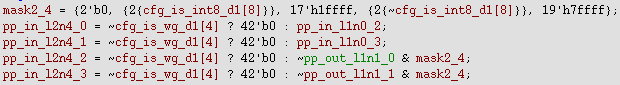 mask2_4 = {2'b0, {2{cfg_is_int8_d1[8]}}, 17'h1ffff, {2{~cfg_is_int8_d1[8]}}, 19'h7ffff};
pp_in_l2n4_0 = ~cfg_is_wg_d1[4] ? 42'b0 : pp_in_l1n0_2;
pp_in_l2n4_1 = ~cfg_is_wg_d1[4] ? 42'b0 : pp_in_l1n0_3;
pp_in_l2n4_2 = ~cfg_is_wg_d1[4] ? 42'b0 : ~pp_out_l1n1_0 & mask2_4;
pp_in_l2n4_3 = ~cfg_is_wg_d1[4] ? 42'b0 : ~pp_out_l1n1_1 & mask2_4;